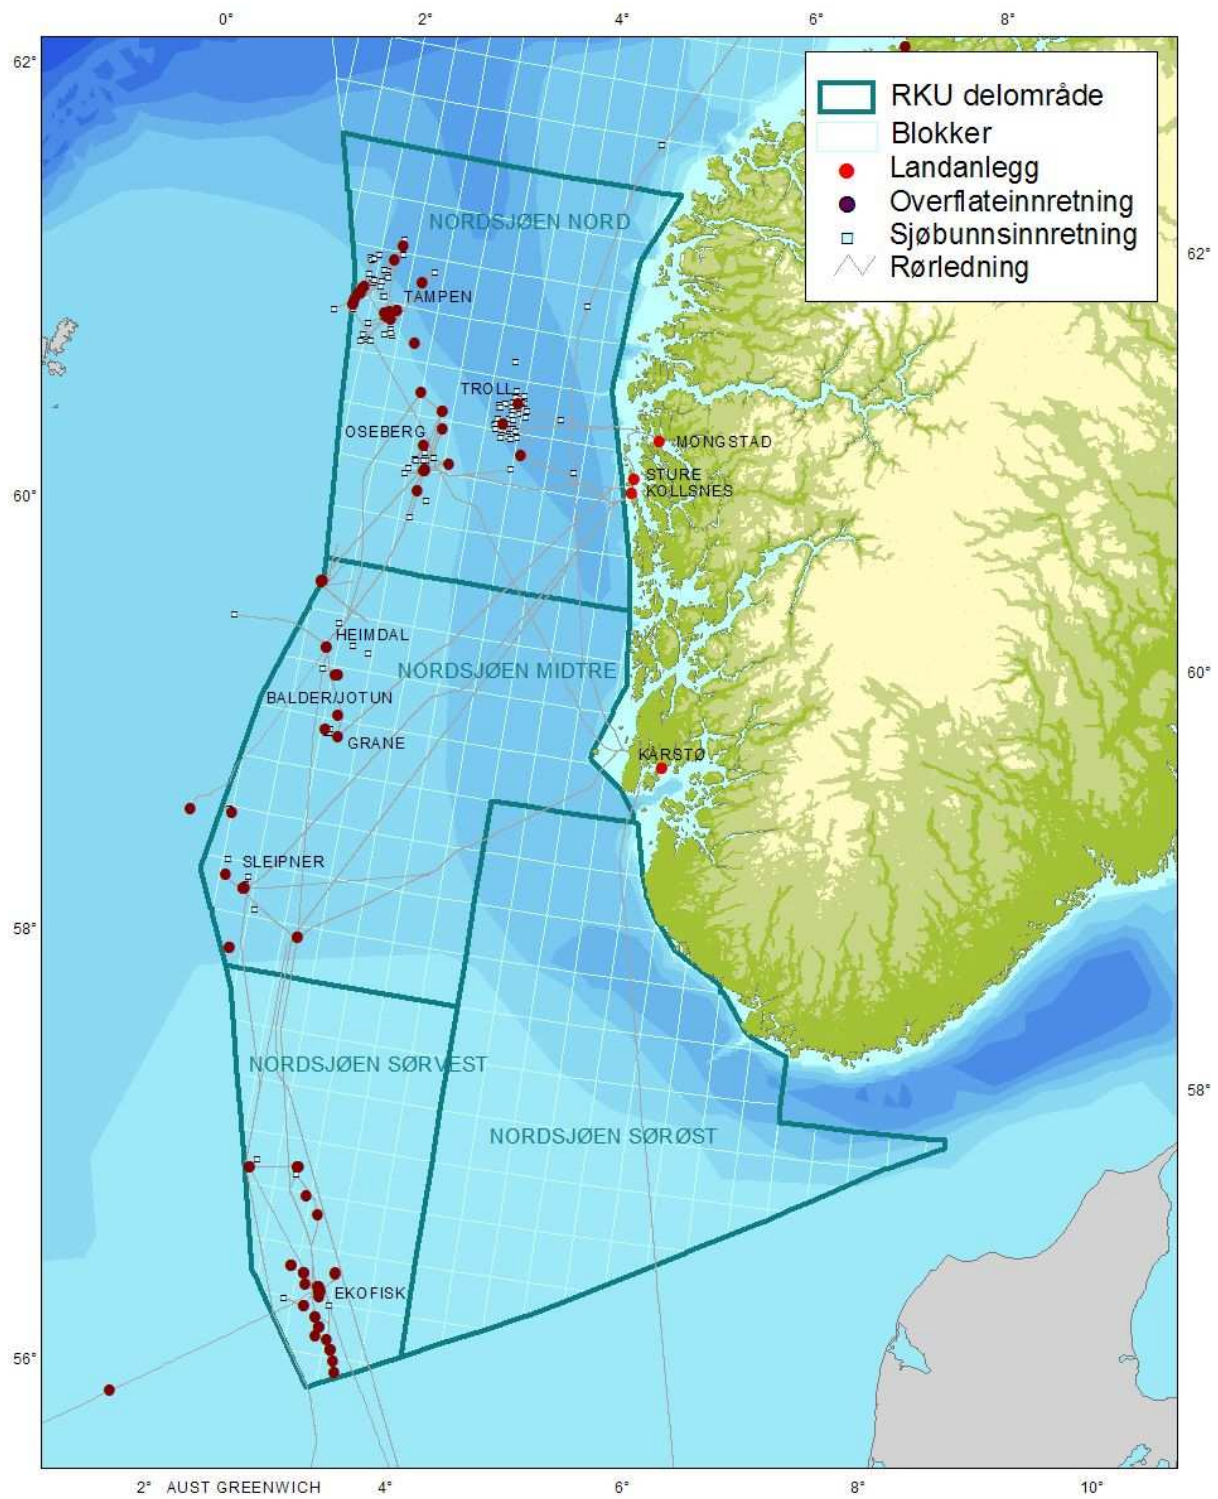 0° 2° 4° 6° 8°
62°
RKU delområde
Blokker
Landanlegg
Overflateinnretning
Sjøbunnsinnretning
Rørledning
62°
NORDSJØEN NORD
TAMPEN
TROLL
OSEBERG
MONGSTAD
STURE
KOLLSNES
60°
HEIMDAL
NORDSJØEN MIDTRE
60°
BALDER/JOTUN
GRANE
KÅRSTØ
SLEIPNER
58°
NORDSJØEN SØRVEST
58°
NORDSJØEN SØRØST
EKOFISK
56°
2° AUST GREENWICH 4° 6° 8° 10°